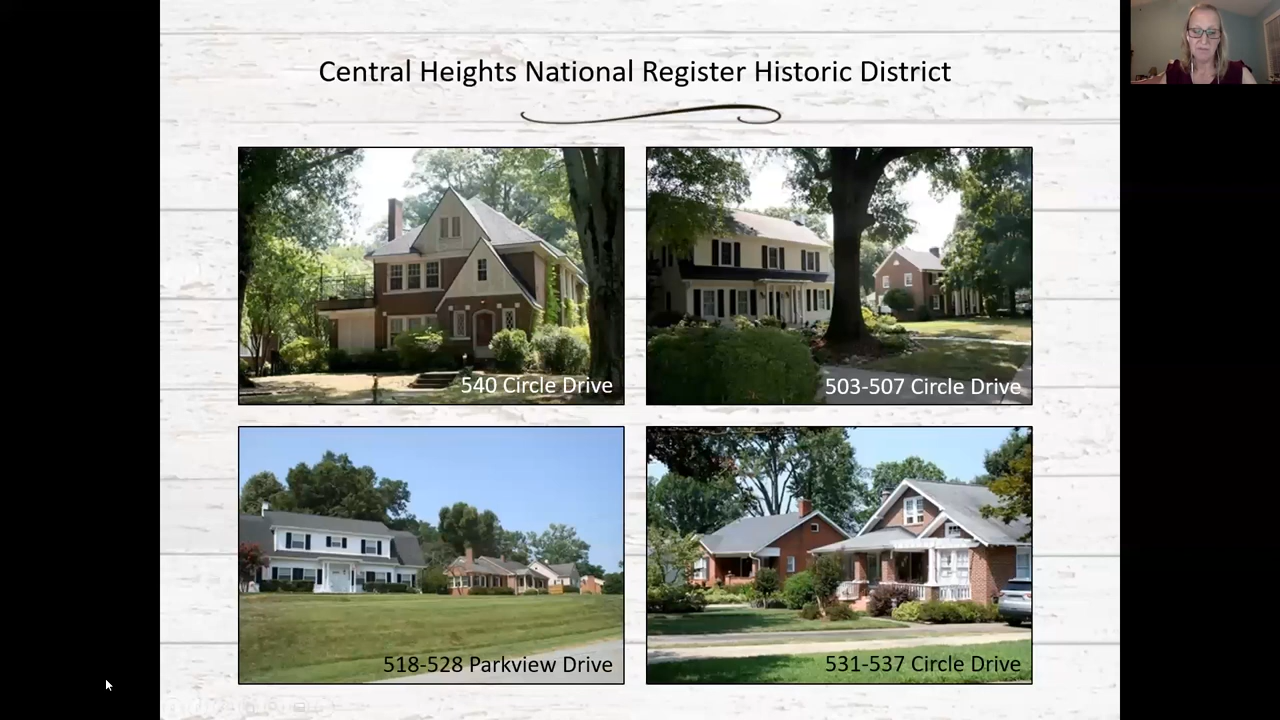 Central Heights National Register Historic District
540 Circle Drive
503-507 Circle Drive
518-528 Parkview Drive
531-537 Circle Drive